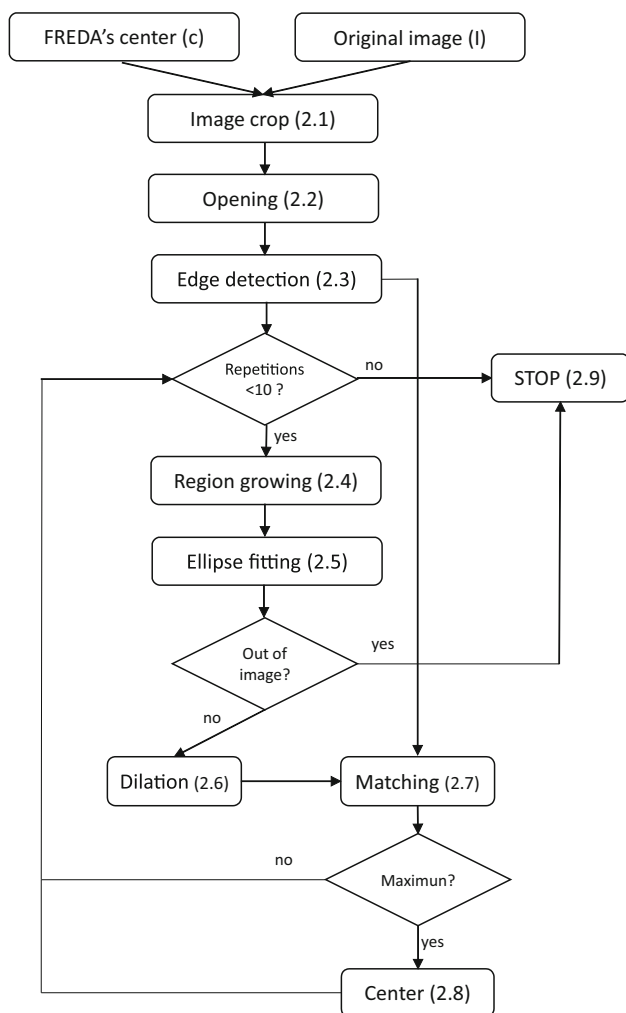 FREDA's center (c)
Original image (I)
Image crop (2.1)
Opening (2.2)
Edge detection (2.3)
Repetitions
<10 ?
no
STOP (2.9)
yes
Region growing (2.4)
Ellipse fitting (2.5)
Out of
image?
yes
no
Dilation (2.6)
Matching (2.7)
no
Maximun?
yes
Center (2.8)